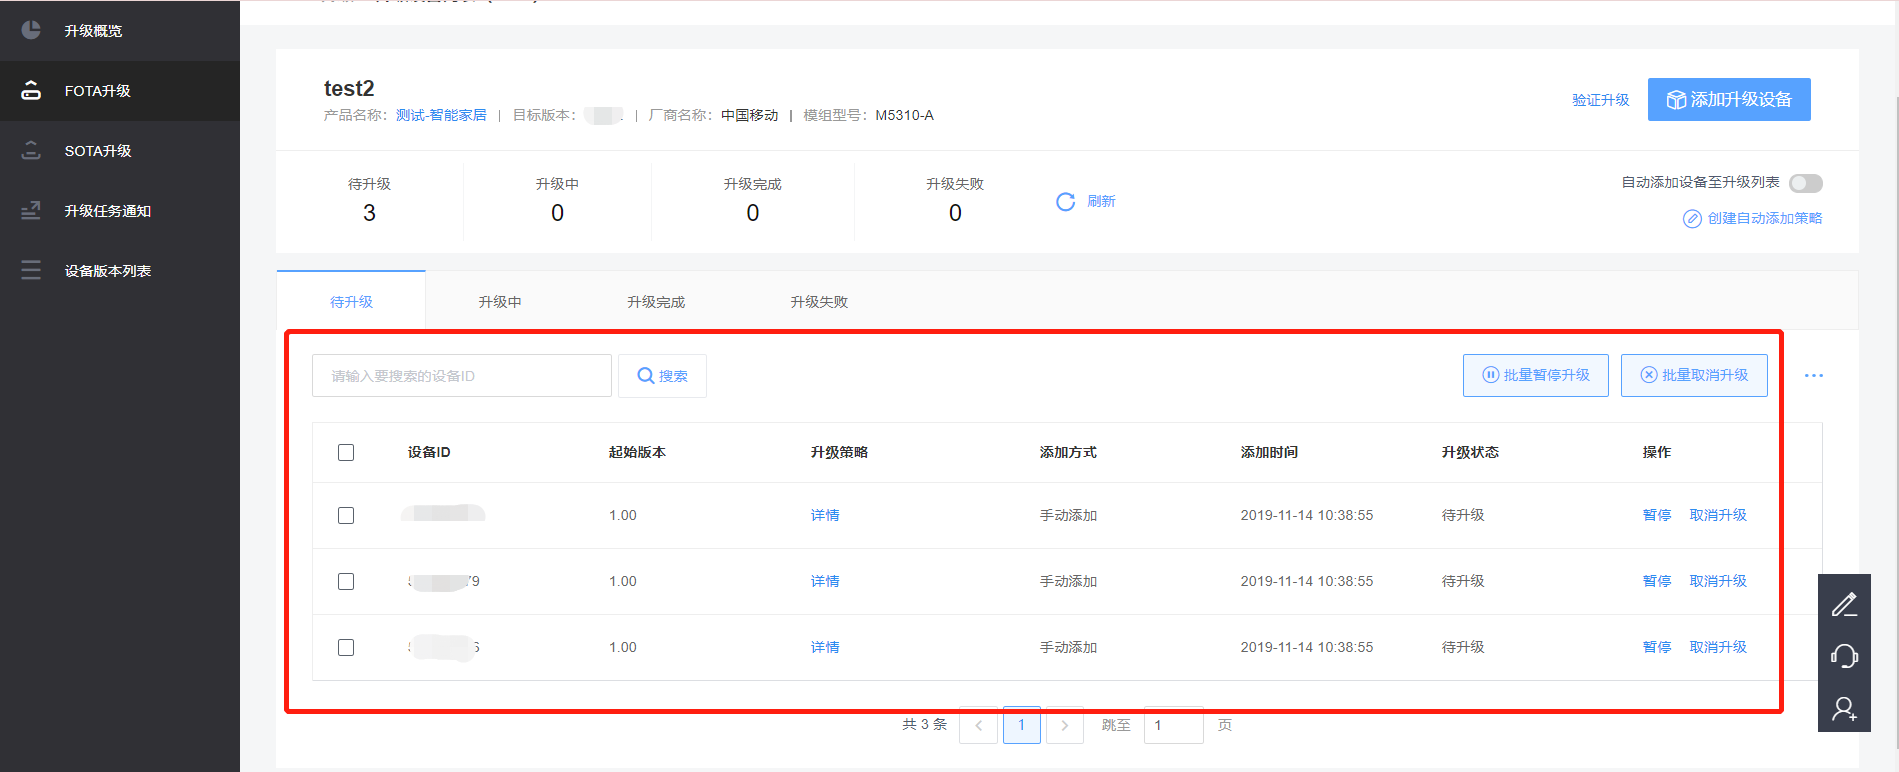 升级概览
FOTA升级
SOTA升级
升级任务通知
设备版本列表
test2
产品名称： 测试-智能家居 | 目标版本： | 厂商名称： 中国移动 | 模组型号： M5310-A
验证升级
添加升级设备
待升级 升级中 升级完成 升级失败
3 0 0 0
刷新
自动添加设备至升级列表
创建自动添加策略
待升级 升级中 升级完成 升级失败
请输入要搜索的设备ID 搜索 批量暂停升级 批量取消升级 ···
设备ID 起始版本 升级策略 添加方式 添加时间 升级状态 操作
1.00 详情 手动添加 2019-11-14 10:38:55 待升级 暂停 取消升级
79 1.00 详情 手动添加 2019-11-14 10:38:55 待升级 暂停 取消升级
1.00 详情 手动添加 2019-11-14 10:38:55 待升级 暂停 取消升级
共 3 条 < 1 > 跳至 1 页